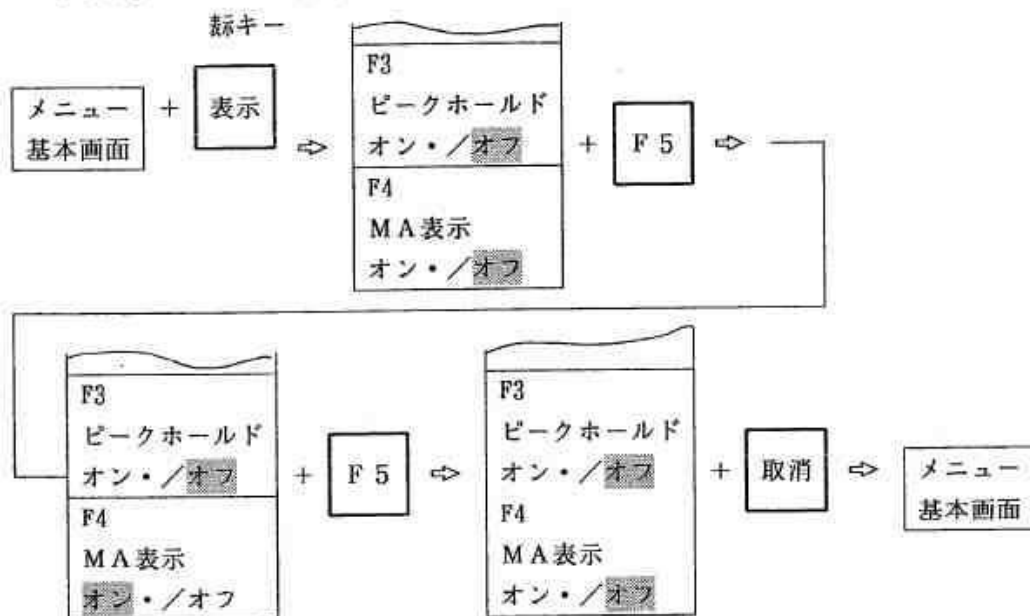 表示キー
メニュー
基本画面
+
表示
⇨
F3
ピークホールド
オン・/オフ
F4
MA表示
オン・/オフ
+
F 5
⇨
F3
ピークホールド
オン・/オフ
F4
MA表示
オン・/オフ
+
F 5
⇨
F3
ピークホールド
オン・/オフ
F4
MA表示
オン・/オフ
+
取消
⇨
メニュー
基本画面